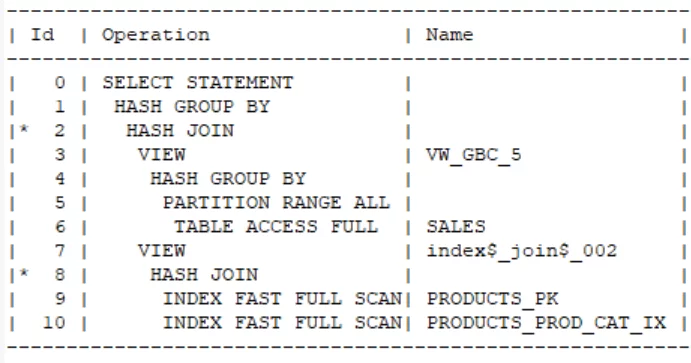 --------------------------------------------------------
| Id  | Operation                | Name                 |
--------------------------------------------------------
|   0 | SELECT STATEMENT         |                      |
|   1 |  HASH GROUP BY           |                      |
|*  2 |   HASH JOIN              |                      |
|   3 |    VIEW                  | VW_GBC_5             |
|   4 |     HASH GROUP BY        |                      |
|   5 |      PARTITION RANGE ALL |                      |
|   6 |       TABLE ACCESS FULL  | SALES                |
|   7 |    VIEW                  | index$_join$_002     |
|*  8 |     HASH JOIN            |                      |
|   9 |      INDEX FAST FULL SCAN| PRODUCTS_PK          |
|  10 |      INDEX FAST FULL SCAN| PRODUCTS_PROD_CAT_IX |
--------------------------------------------------------